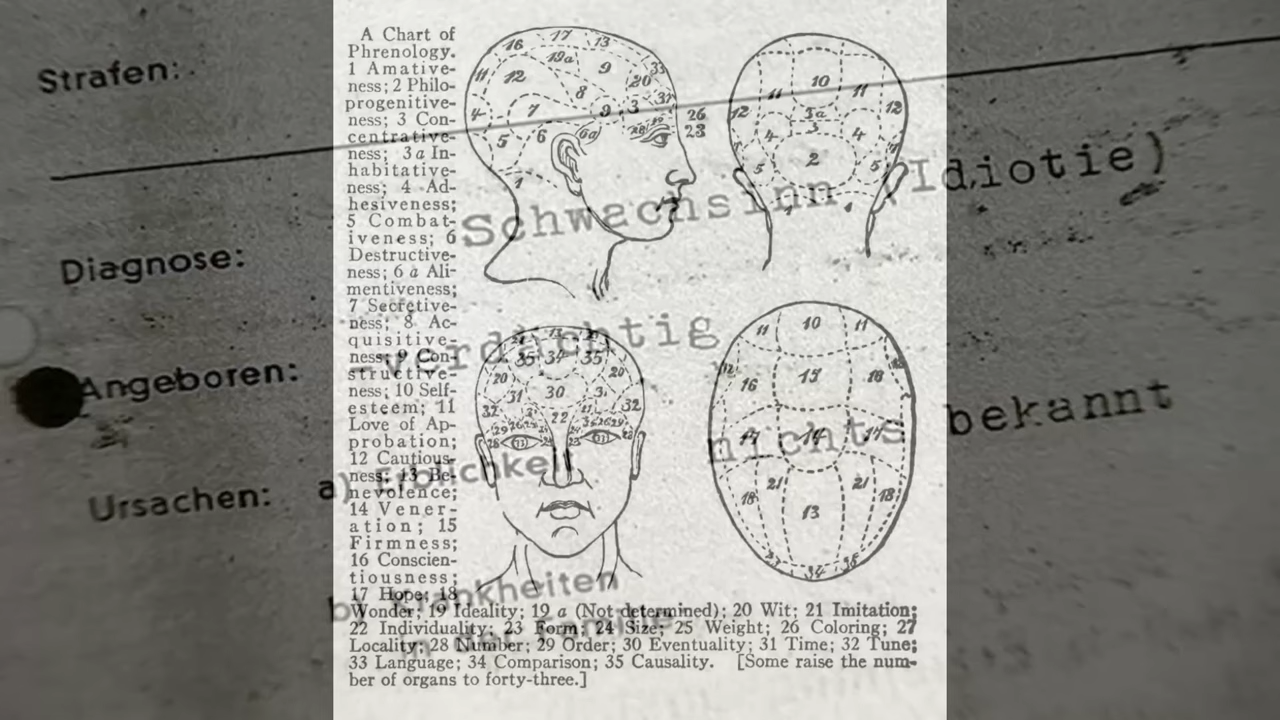 A Chart of
Phrenology.
1 Amative-
ness; 2 Philo-
progenitive-
ness; 3 Con-
centrative-
ness; 3 a In-
habitative-
ness; 4 Ad-
hesiveness;
5 Combat-
iveness; 6
Destructive-
ness; 6 a Ali-
mentiveness;
7 Secretive-
ness; 8 Ac-
quisitive-
ness; 9 Con-
structive-
ness; 10 Self-
esteem; 11
Love of Ap-
probation;
12 Cautious-
ness; 13 Be-
nevolence;
14 Vener-
ation; 15
Firmness;
16 Conscien-
tiousness;
17 Hope; 18
Wonder; 19 Ideality; 19 a (Not determined); 20 Wit; 21 Imitation;
22 Individuality; 23 Form; 24 Size; 25 Weight; 26 Coloring; 27
Locality; 28 Number; 29 Order; 30 Eventuality; 31 Time; 32 Tune;
33 Language; 34 Comparison; 35 Causality. [Some raise the num-
ber of organs to forty-three.]
Strafen:
Diagnose: Schwachsinn (Idiotie)
Angeboren: verdächtig
Ursachen: a) Erblichkeit nichts bekannt
b) Krankheiten
in der Familie